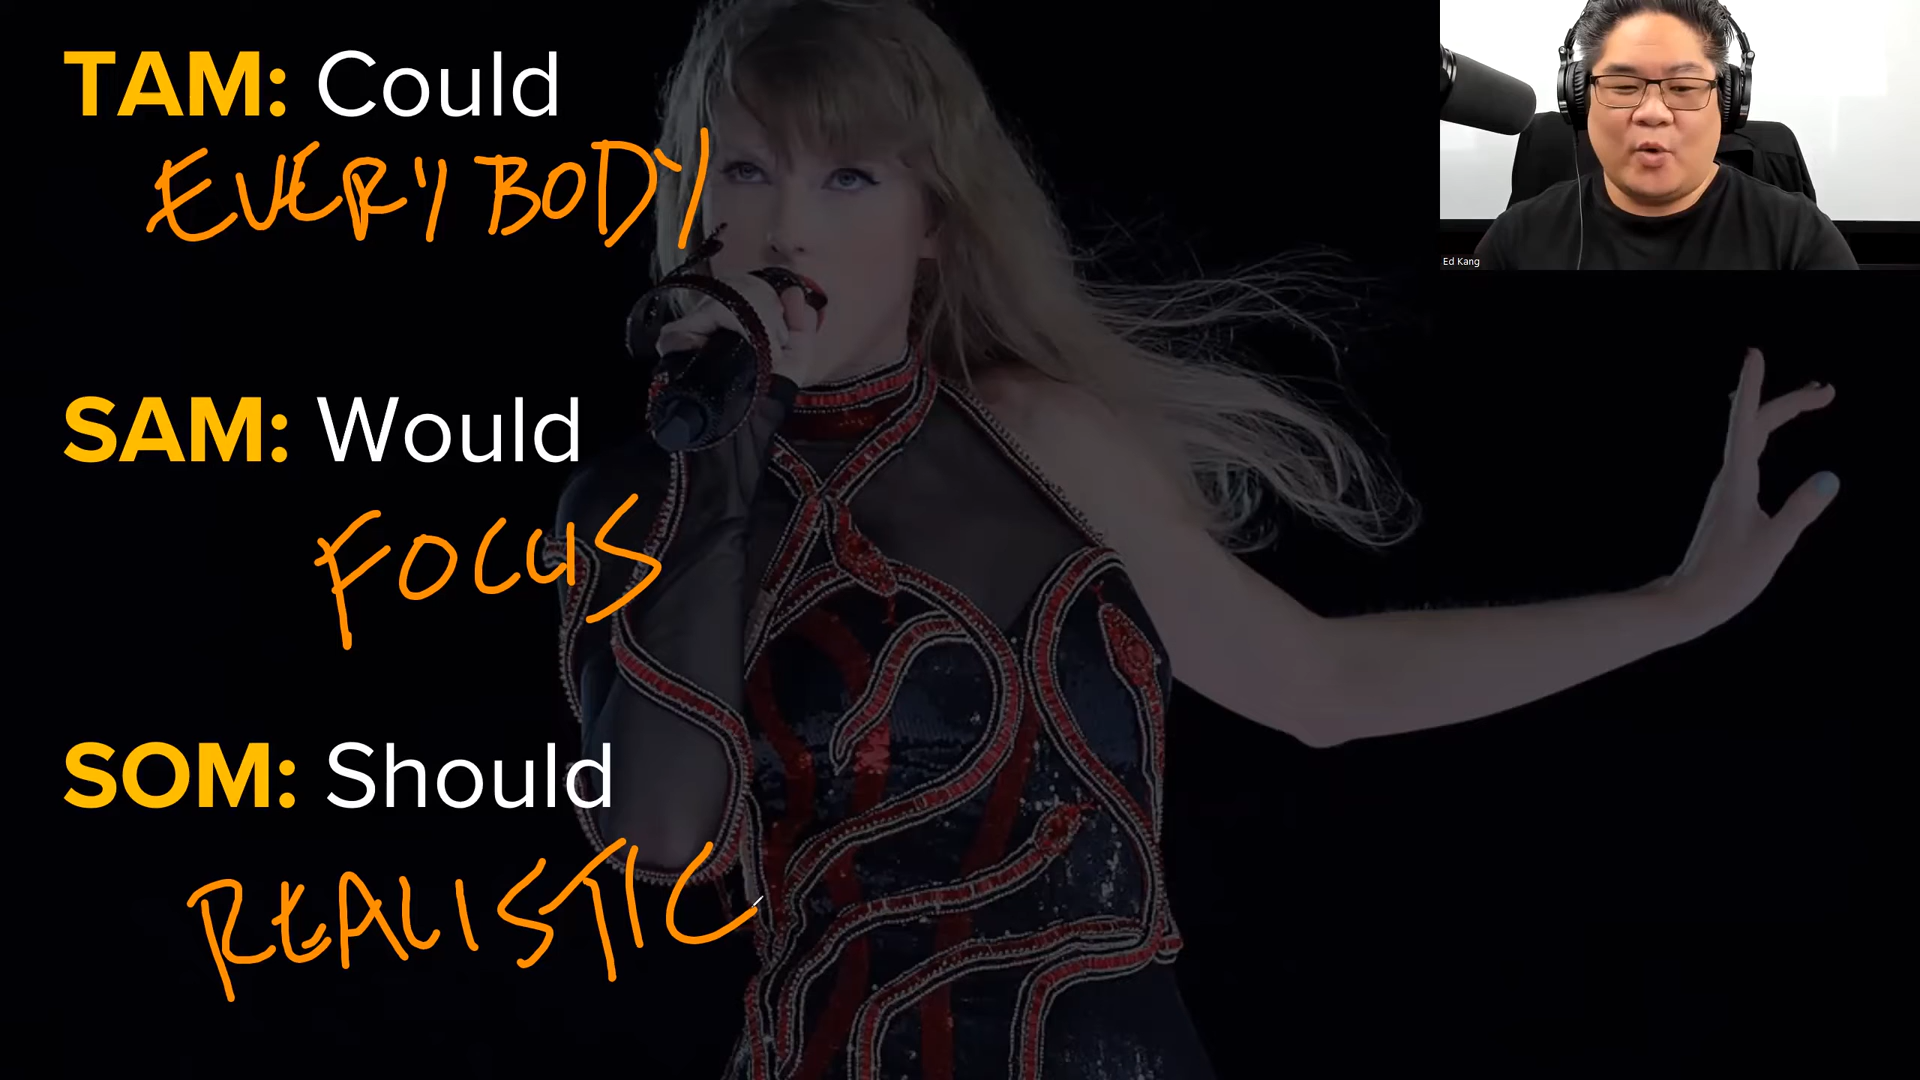 TAM: Could
EVERYBODY
SAM: Would
FOCUS
SOM: Should
REALISTIC
Ed Kang